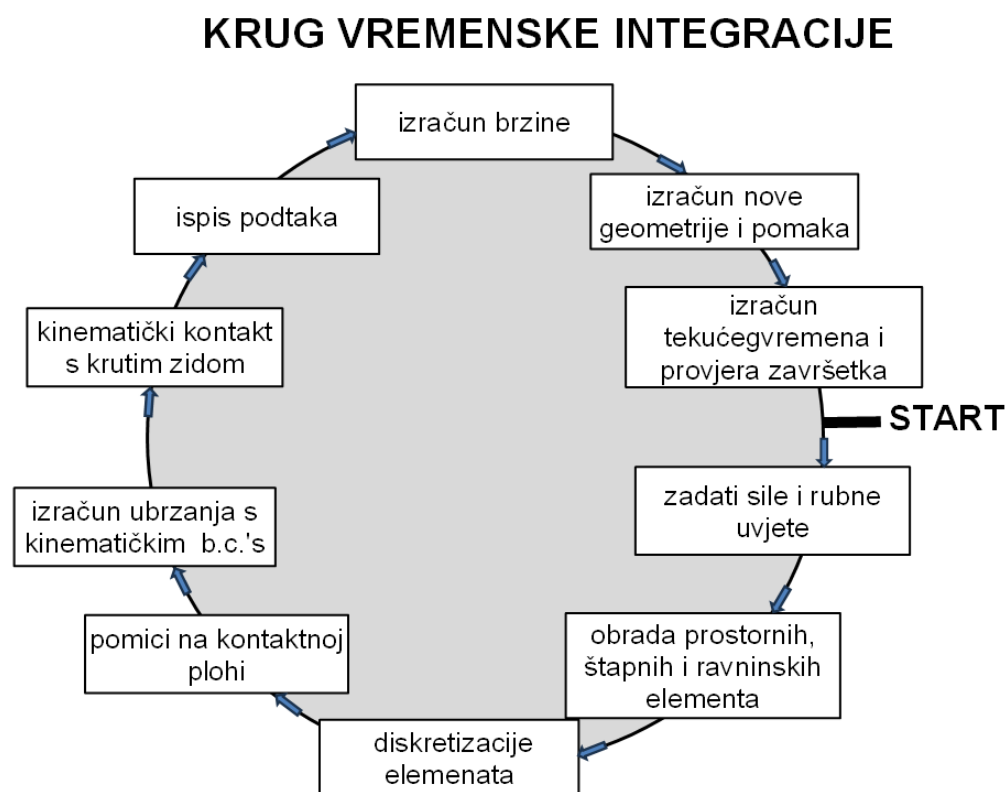 KRUG VREMENSKE INTEGRACIJE
izračun brzine
izračun nove
geometrije i pomaka
izračun
tekućegvremena i
provjera završetka
START
zadati sile i rubne
uvjete
obrada prostornih,
štapnih i ravninskih
elementa
diskretizacije
elemenata
pomici na kontaktnoj
plohi
izračun ubrzanja s
kinematičkim b.c.'s
kinematički kontakt
s krutim zidom
ispis podtaka